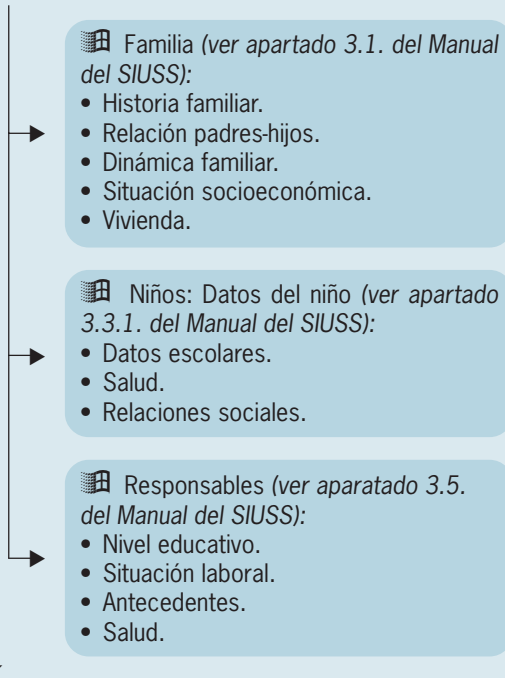 Familia (ver apartado 3.1. del Manual
del SIUSS):
• Historia familiar.
• Relación padres-hijos.
• Dinámica familiar.
• Situación socioeconómica.
• Vivienda.
Niños: Datos del niño (ver apartado
3.3.1. del Manual del SIUSS):
• Datos escolares.
• Salud.
• Relaciones sociales.
Responsables (ver aparatado 3.5.
del Manual del SIUSS):
• Nivel educativo.
• Situación laboral.
• Antecedentes.
• Salud.